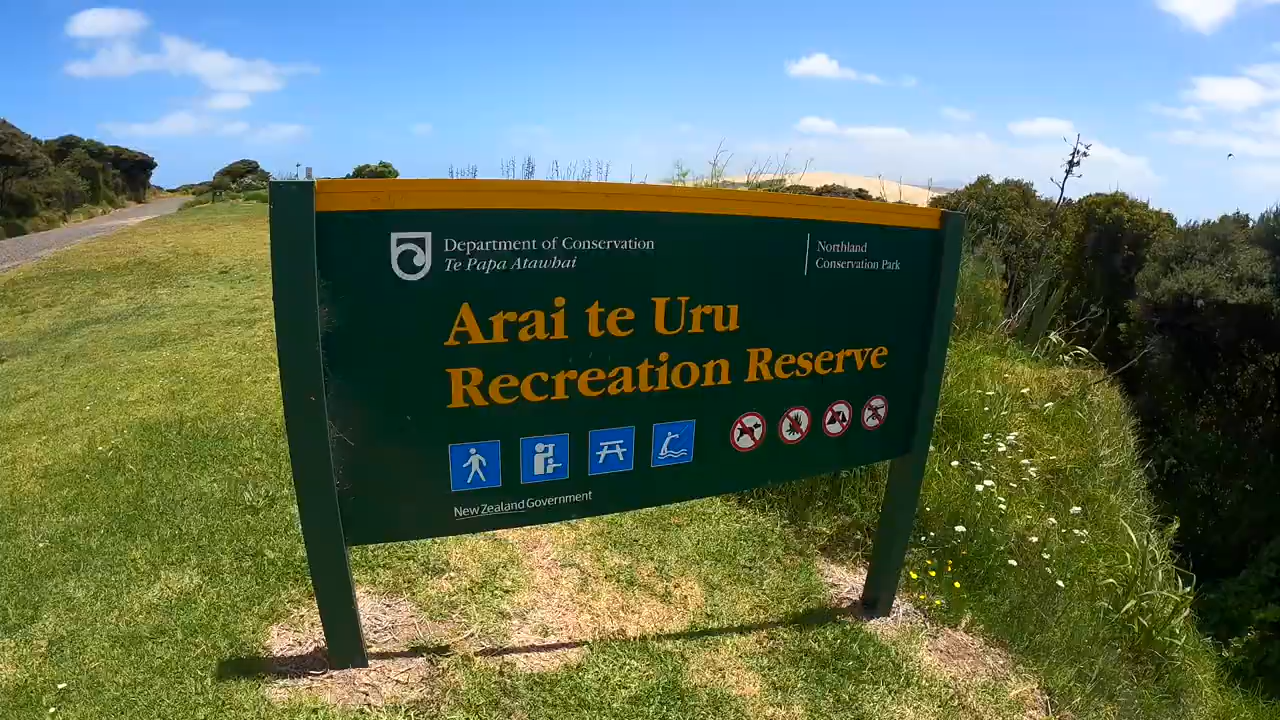 Department of Conservation
Te Papa Atawhai
Northland
Conservation Park
Arai te Uru
Recreation Reserve
New Zealand Government